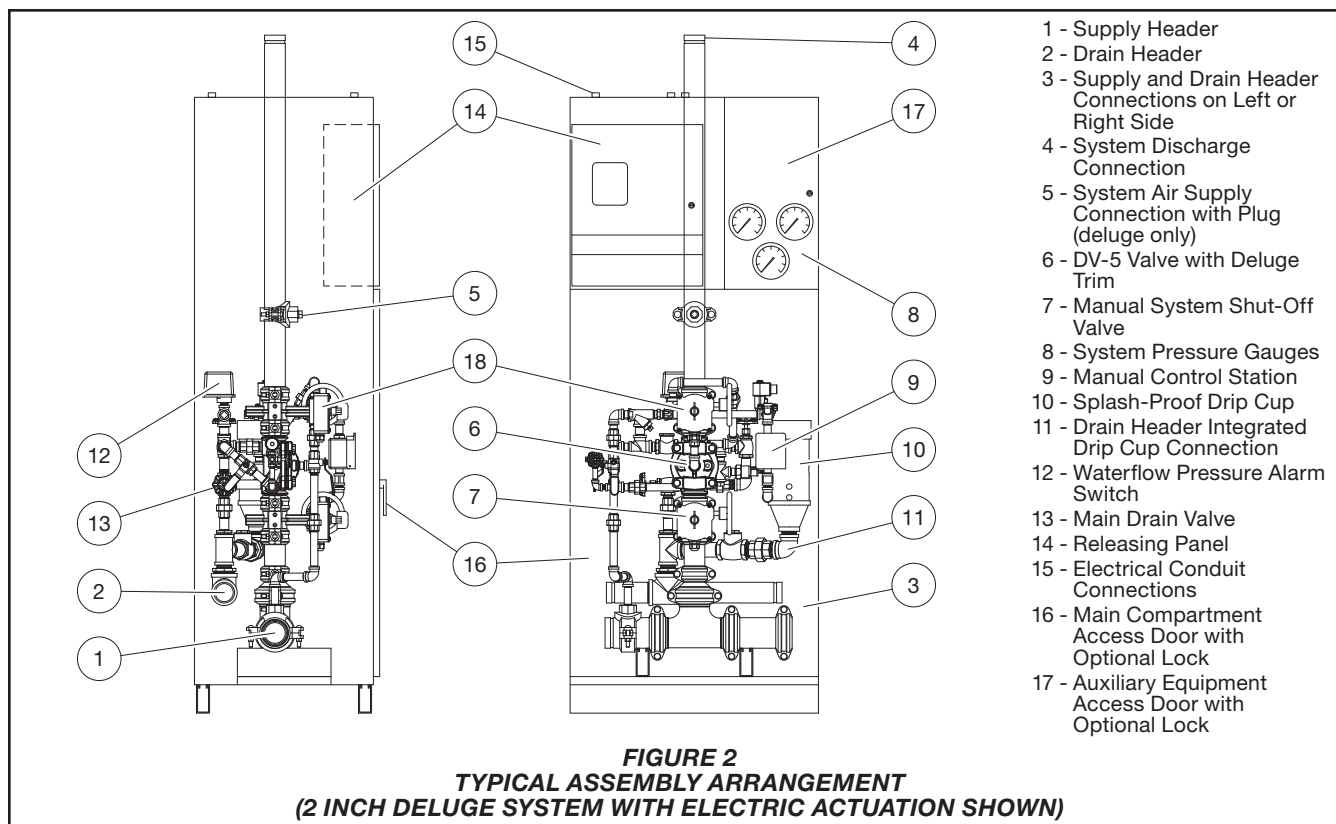 15
4
14
17
5
8
18
9
6
12
10
7
13
11
16
2
3
1
1 - Supply Header
2 - Drain Header
3 - Supply and Drain Header
Connections on Left or
Right Side
4 - System Discharge
Connection
5 - System Air Supply
Connection with Plug
(deluge only)
6 - DV-5 Valve with Deluge
Trim
7 - Manual System Shut-Off
Valve
8 - System Pressure Gauges
9 - Manual Control Station
10 - Splash-Proof Drip Cup
11 - Drain Header Integrated
Drip Cup Connection
12 - Waterflow Pressure Alarm
Switch
13 - Main Drain Valve
14 - Releasing Panel
15 - Electrical Conduit
Connections
16 - Main Compartment
Access Door with
Optional Lock
17 - Auxiliary Equipment
Access Door with
Optional Lock
FIGURE 2
TYPICAL ASSEMBLY ARRANGEMENT
(2 INCH DELUGE SYSTEM WITH ELECTRIC ACTUATION SHOWN)